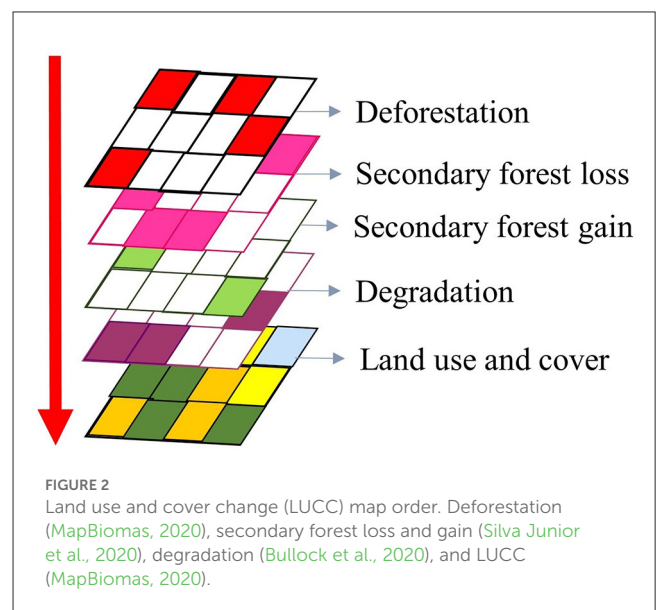 Deforestation
Secondary forest loss
Secondary forest gain
Degradation
Land use and cover
FIGURE 2
Land use and cover change (LUCC) map order. Deforestation
(MapBiomas, 2020), secondary forest loss and gain (Silva Junior
et al., 2020), degradation (Bullock et al., 2020), and LUCC
(MapBiomas, 2020).